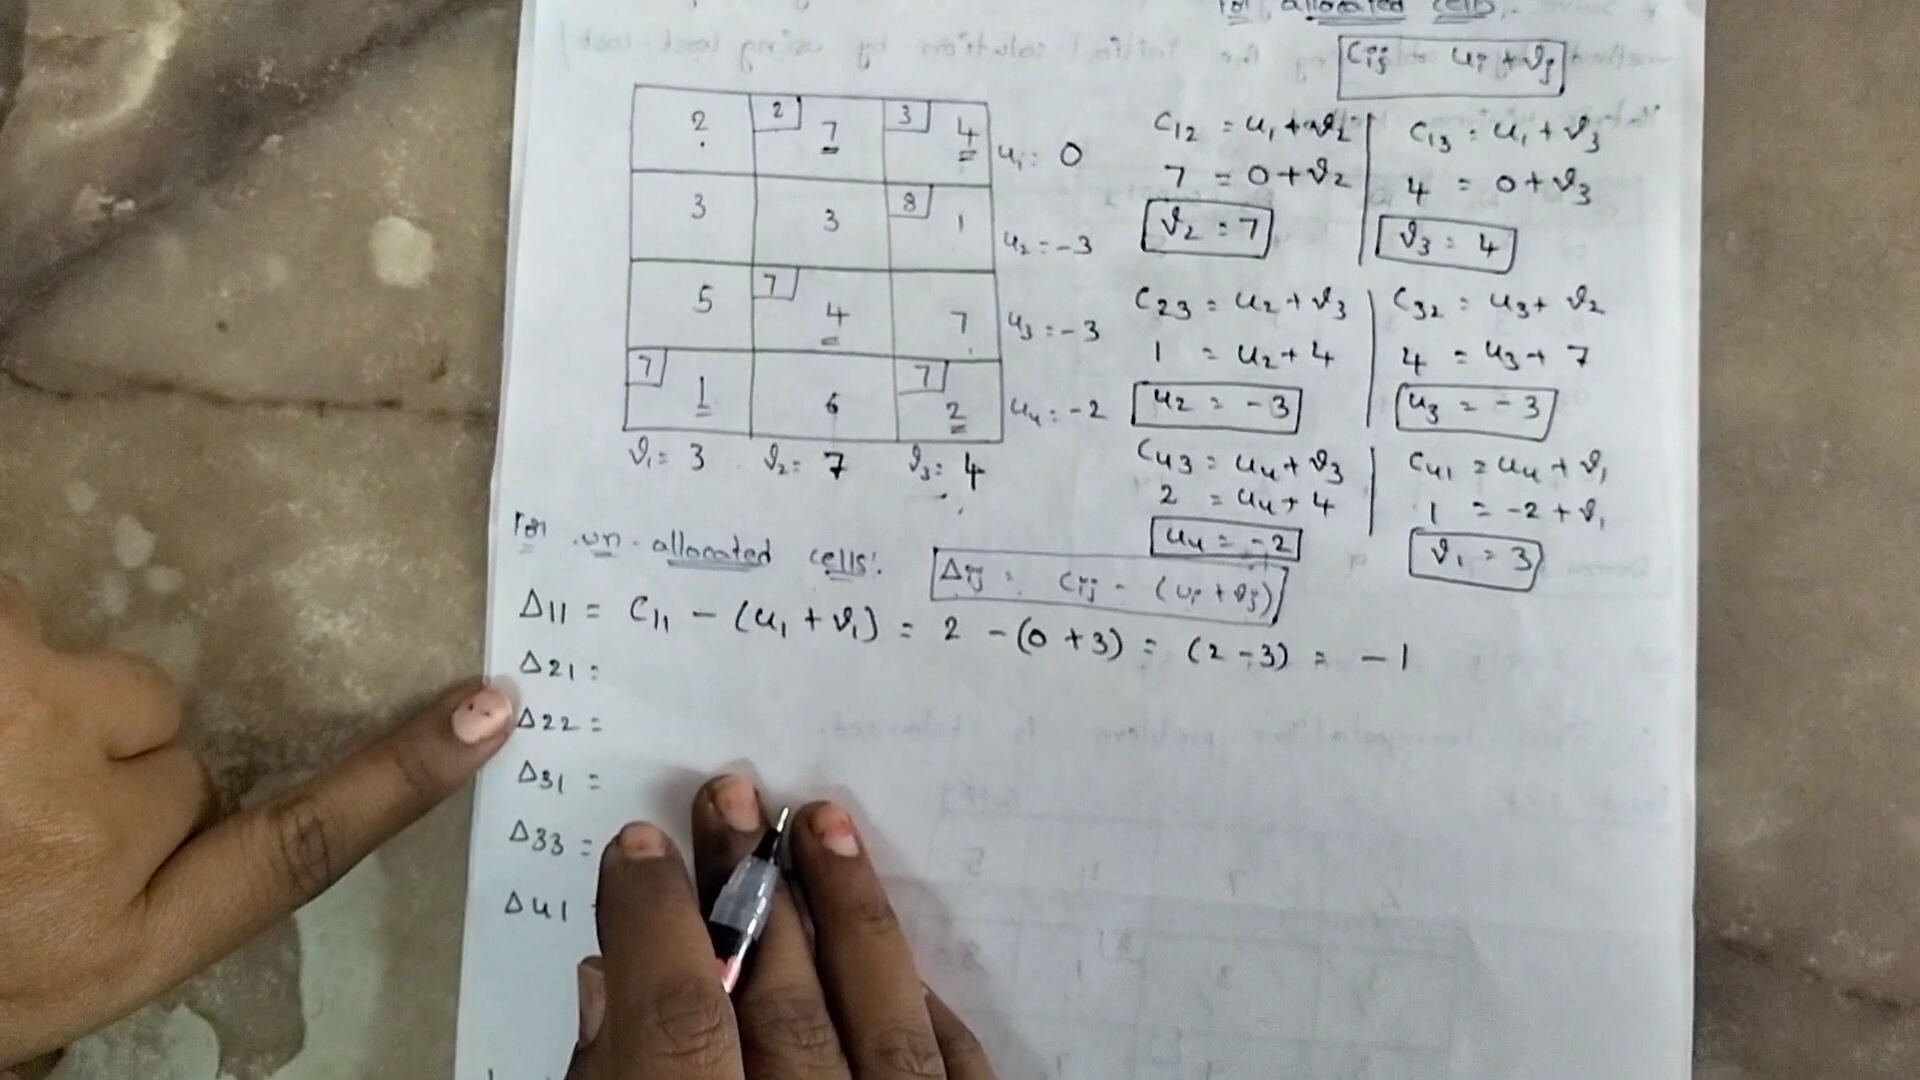 For allocated cells.
Cij ui + vj
2 2 7 3 4 u1 = 0
3 3 8 1 u2 = -3
5 7 4 7 u3 = -3
7 1 6 7 2 u4 = -2
v1 = 3 v2 = 7 v3 = 4
C12 = u1 + v2
7 = 0 + v2
v2 = 7
C13 = u1 + v3
4 = 0 + v3
v3 = 4
C23 = u2 + v3
1 = u2 + 4
u2 = -3
C32 = u3 + v2
4 = u3 + 7
u3 = -3
C43 = u4 + v3
2 = u4 + 4
u4 = -2
C41 = u4 + v1
1 = -2 + v1
v1 = 3
For un-allocated cells:
Δij = Cij - (ui + vj)
Δ11 = C11 - (u1 + v1) = 2 - (0 + 3) = (2 - 3) = -1
Δ21 =
Δ22 =
Δ31 =
Δ33 =
Δ41